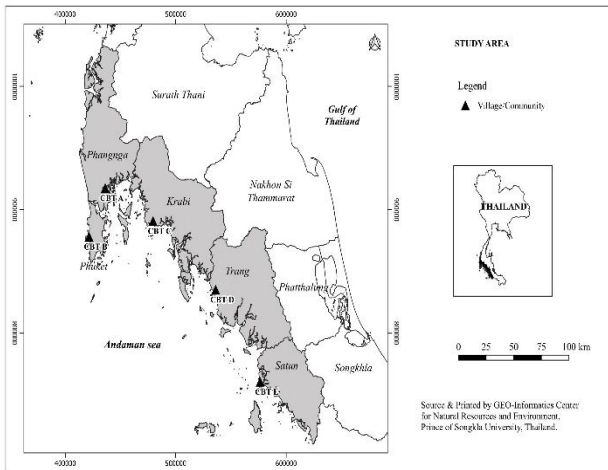 400000 500000 600000
Surath Thani
Gulf of
Thailand
Phangnga
Nakhon Si
Thammarat
Krabi
CBT A
CBT B
CBT C
Phuket
Trang
Phatthalung
CBT D
Andaman sea
Satun
Songkhla
CBT E
400000 500000 600000
STUDY AREA
Legend
Village/Community
THAILAND
0 25 50 75 100 km
Source & Printed by GEO-Informatics Center
for Natural Resources and Environment,
Prince of Songkla University, Thailand.